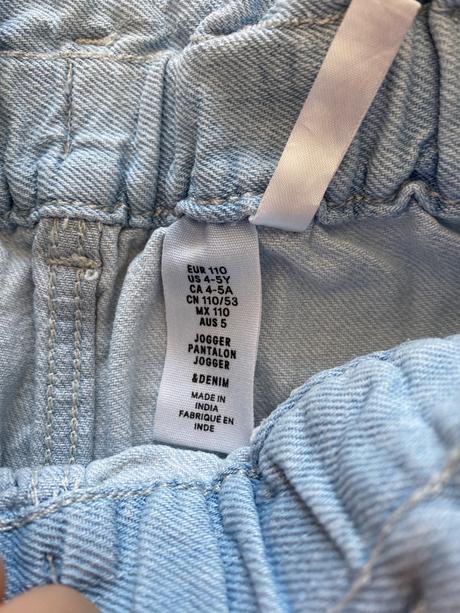 EUR 110
US 4-5Y
CA 4-5A
CN 110/53
MX 110
AUS 5
JOGGER
PANTALON
JOGGER
&DENIM
MADE IN
INDIA
FABRIQUÉ EN
INDE